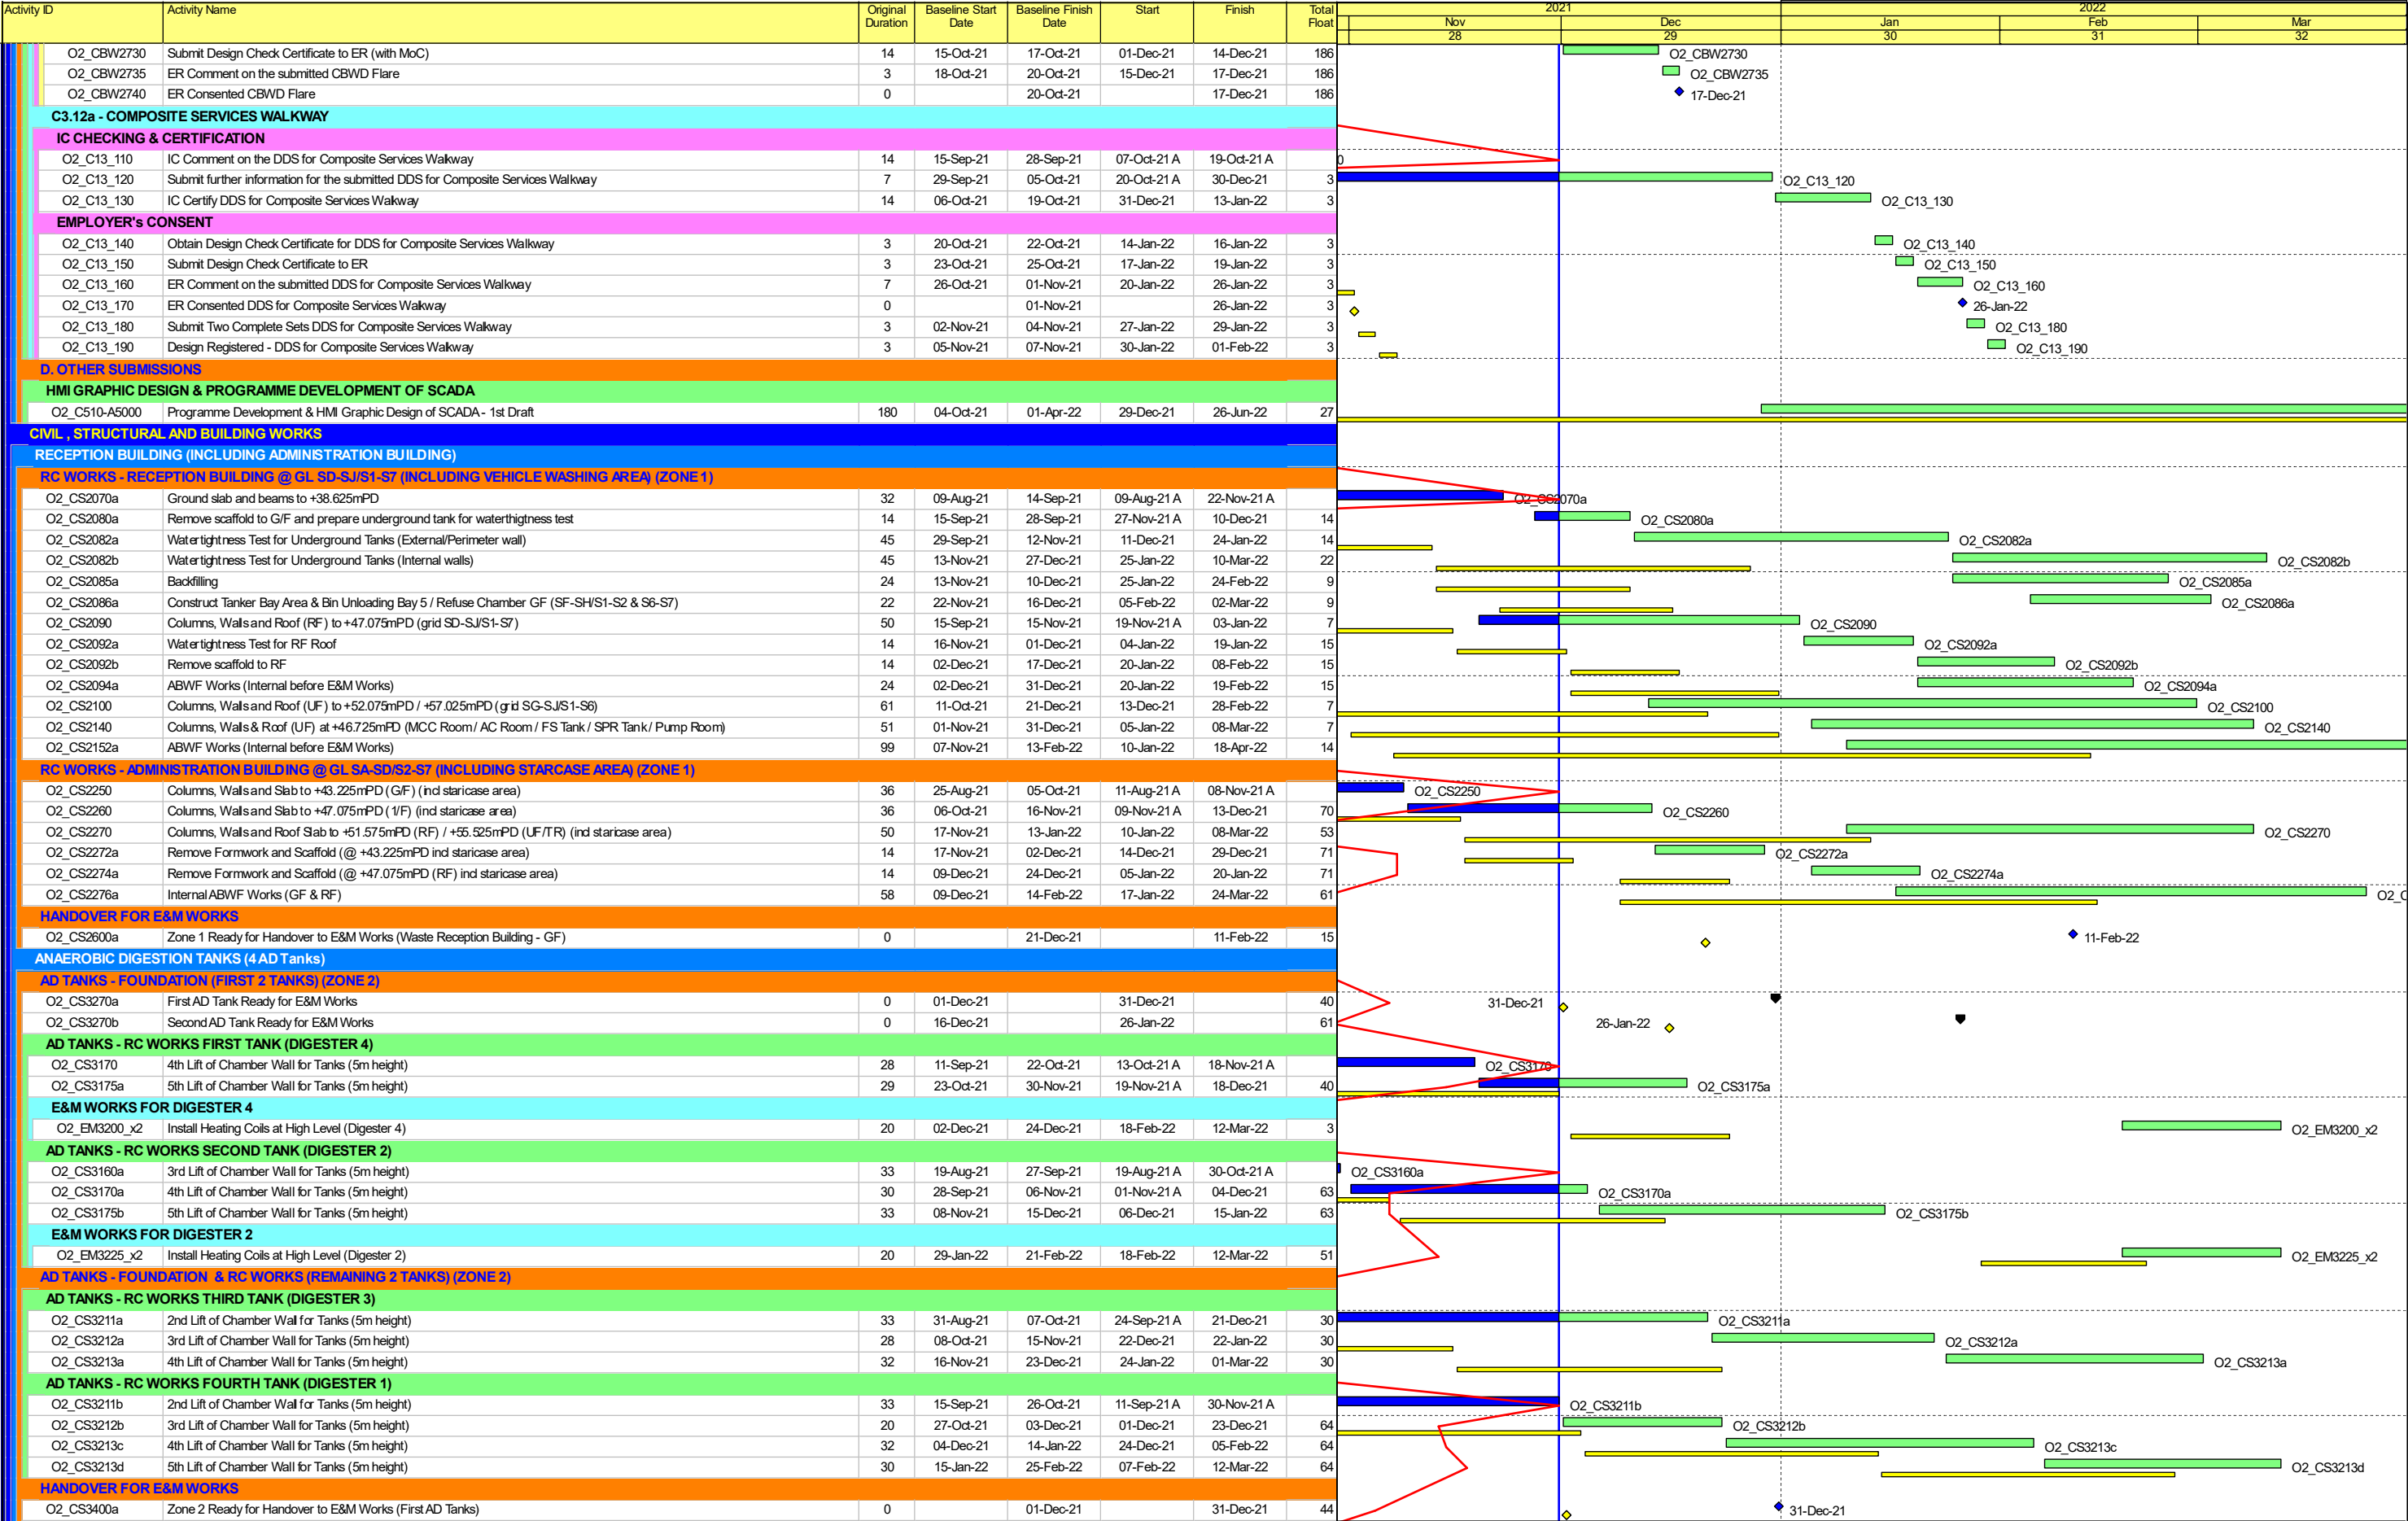 Activity ID Activity Name Original Duration Baseline Start Date Baseline Finish Date Start Finish Total Float 2021 2022
Nov Dec Jan Feb Mar
28 29 30 31 32
O2_CBW2730 Submit Design Check Certificate to ER (with MoC) 14 15-Oct-21 17-Oct-21 01-Dec-21 14-Dec-21 186 O2_CBW2730
O2_CBW2735 ER Comment on the submitted CBWD Flare 3 18-Oct-21 20-Oct-21 15-Dec-21 17-Dec-21 186 O2_CBW2735
O2_CBW2740 ER Consented CBWD Flare 0 20-Oct-21 17-Dec-21 186 17-Dec-21
C3.12a - COMPOSITE SERVICES WALKWAY
IC CHECKING & CERTIFICATION
O2_C13_110 IC Comment on the DDS for Composite Services Walkway 14 15-Sep-21 28-Sep-21 07-Oct-21 A 19-Oct-21 A
O2_C13_120 Submit further information for the submitted DDS for Composite Services Walkway 7 29-Sep-21 05-Oct-21 20-Oct-21 A 30-Dec-21 3 O2_C13_120
O2_C13_130 IC Certify DDS for Composite Services Walkway 14 06-Oct-21 19-Oct-21 31-Dec-21 13-Jan-22 3 O2_C13_130
EMPLOYER's CONSENT
O2_C13_140 Obtain Design Check Certificate for DDS for Composite Services Walkway 3 20-Oct-21 22-Oct-21 14-Jan-22 16-Jan-22 3 O2_C13_140
O2_C13_150 Submit Design Check Certificate to ER 3 23-Oct-21 25-Oct-21 17-Jan-22 19-Jan-22 3 O2_C13_150
O2_C13_160 ER Comment on the submitted DDS for Composite Services Walkway 7 26-Oct-21 01-Nov-21 20-Jan-22 26-Jan-22 3 O2_C13_160
O2_C13_170 ER Consented DDS for Composite Services Walkway 0 01-Nov-21 26-Jan-22 3 26-Jan-22
O2_C13_180 Submit Two Complete Sets DDS for Composite Services Walkway 3 02-Nov-21 04-Nov-21 27-Jan-22 29-Jan-22 3 O2_C13_180
O2_C13_190 Design Registered - DDS for Composite Services Walkway 3 05-Nov-21 07-Nov-21 30-Jan-22 01-Feb-22 3 O2_C13_190
D. OTHER SUBMISSIONS
HMI GRAPHIC DESIGN & PROGRAMME DEVELOPMENT OF SCADA
O2_C510-A5000 Programme Development & HMI Graphic Design of SCADA - 1st Draft 180 04-Oct-21 01-Apr-22 29-Dec-21 26-Jun-22 27
CIVIL , STRUCTURAL AND BUILDING WORKS
RECEPTION BUILDING (INCLUDING ADMINISTRATION BUILDING)
RC WORKS - RECEPTION BUILDING @ GL SD-SJ/S1-S7 (INCLUDING VEHICLE WASHING AREA) (ZONE 1)
O2_CS2070a Ground slab and beams to +38.625mPD 32 09-Aug-21 14-Sep-21 09-Aug-21 A 22-Nov-21 A O2_CS2070a
O2_CS2080a Remove scaffold to G/F and prepare underground tank for waterthigtness test 14 15-Sep-21 28-Sep-21 27-Nov-21 A 10-Dec-21 14 O2_CS2080a
O2_CS2082a Watertightness Test for Underground Tanks (External/Perimeter wall) 45 29-Sep-21 12-Nov-21 11-Dec-21 24-Jan-22 14 O2_CS2082a
O2_CS2082b Watertightness Test for Underground Tanks (Internal walls) 45 13-Nov-21 27-Dec-21 25-Jan-22 10-Mar-22 22 O2_CS2082b
O2_CS2085a Backfilling 24 13-Nov-21 10-Dec-21 25-Jan-22 24-Feb-22 9 O2_CS2085a
O2_CS2086a Construct Tanker Bay Area & Bin Unloading Bay 5 / Refuse Chamber GF (SF-SH/S1-S2 & S6-S7) 22 22-Nov-21 16-Dec-21 05-Feb-22 02-Mar-22 9 O2_CS2086a
O2_CS2090 Columns, Walls and Roof (RF) to +47.075mPD (grid SD-SJ/S1-S7) 50 15-Sep-21 15-Nov-21 19-Nov-21 A 03-Jan-22 7 O2_CS2090
O2_CS2092a Watertightness Test for RF Roof 14 16-Nov-21 01-Dec-21 04-Jan-22 19-Jan-22 15 O2_CS2092a
O2_CS2092b Remove scaffold to RF 14 02-Dec-21 17-Dec-21 20-Jan-22 08-Feb-22 15 O2_CS2092b
O2_CS2094a ABWF Works (Internal before E&M Works) 24 02-Dec-21 31-Dec-21 20-Jan-22 19-Feb-22 15 O2_CS2094a
O2_CS2100 Columns, Walls and Roof (UF) to +52.075mPD / +57.025mPD (grid SG-SJ/S1-S6) 61 11-Oct-21 21-Dec-21 13-Dec-21 28-Feb-22 7 O2_CS2100
O2_CS2140 Columns, Walls & Roof (UF) at +46.725mPD (MCC Room / AC Room / FS Tank / SPR Tank / Pump Room) 51 01-Nov-21 31-Dec-21 05-Jan-22 08-Mar-22 7 O2_CS2140
O2_CS2152a ABWF Works (Internal before E&M Works) 99 07-Nov-21 13-Feb-22 10-Jan-22 18-Apr-22 14
RC WORKS - ADMINISTRATION BUILDING @ GL SA-SD/S2-S7 (INCLUDING STARCASE AREA) (ZONE 1)
O2_CS2250 Columns, Walls and Slab to +43.225mPD (G/F) (incl staricase area) 36 25-Aug-21 05-Oct-21 11-Aug-21 A 08-Nov-21 A O2_CS2250
O2_CS2260 Columns, Walls and Slab to +47.075mPD (1/F) (incl staricase area) 36 06-Oct-21 16-Nov-21 09-Nov-21 A 13-Dec-21 70 O2_CS2260
O2_CS2270 Columns, Walls and Roof Slab to +51.575mPD (RF) / +55.525mPD (UF/TR) (incl staricase area) 50 17-Nov-21 13-Jan-22 10-Jan-22 08-Mar-22 53 O2_CS2270
O2_CS2272a Remove Formwork and Scaffold (@ +43.225mPD incl staricase area) 14 17-Nov-21 02-Dec-21 14-Dec-21 29-Dec-21 71 O2_CS2272a
O2_CS2274a Remove Formwork and Scaffold (@ +47.075mPD (RF) incl staricase area) 14 09-Dec-21 24-Dec-21 05-Jan-22 20-Jan-22 71 O2_CS2274a
O2_CS2276a Internal ABWF Works (GF & RF) 58 09-Dec-21 14-Feb-22 17-Jan-22 24-Mar-22 61
HANDOVER FOR E&M WORKS
O2_CS2600a Zone 1 Ready for Handover to E&M Works (Waste Reception Building - GF) 0 21-Dec-21 11-Feb-22 15 11-Feb-22
ANAEROBIC DIGESTION TANKS (4 AD Tanks)
AD TANKS - FOUNDATION (FIRST 2 TANKS) (ZONE 2)
O2_CS3270a First AD Tank Ready for E&M Works 0 01-Dec-21 31-Dec-21 40 31-Dec-21
O2_CS3270b Second AD Tank Ready for E&M Works 0 16-Dec-21 26-Jan-22 61 26-Jan-22
AD TANKS - RC WORKS FIRST TANK (DIGESTER 4)
O2_CS3170 4th Lift of Chamber Wall for Tanks (5m height) 28 11-Sep-21 22-Oct-21 13-Oct-21 A 18-Nov-21 A O2_CS3170
O2_CS3175a 5th Lift of Chamber Wall for Tanks (5m height) 29 23-Oct-21 30-Nov-21 19-Nov-21 A 18-Dec-21 40 O2_CS3175a
E&M WORKS FOR DIGESTER 4
O2_EM3200_x2 Install Heating Coils at High Level (Digester 4) 20 02-Dec-21 24-Dec-21 18-Feb-22 12-Mar-22 3 O2_EM3200_x2
AD TANKS - RC WORKS SECOND TANK (DIGESTER 2)
O2_CS3160a 3rd Lift of Chamber Wall for Tanks (5m height) 33 19-Aug-21 27-Sep-21 19-Aug-21 A 30-Oct-21 A O2_CS3160a
O2_CS3170a 4th Lift of Chamber Wall for Tanks (5m height) 30 28-Sep-21 06-Nov-21 01-Nov-21 A 04-Dec-21 63 O2_CS3170a
O2_CS3175b 5th Lift of Chamber Wall for Tanks (5m height) 33 08-Nov-21 15-Dec-21 06-Dec-21 15-Jan-22 63 O2_CS3175b
E&M WORKS FOR DIGESTER 2
O2_EM3225_x2 Install Heating Coils at High Level (Digester 2) 20 29-Jan-22 21-Feb-22 18-Feb-22 12-Mar-22 51 O2_EM3225_x2
AD TANKS - FOUNDATION & RC WORKS (REMAINING 2 TANKS) (ZONE 2)
AD TANKS - RC WORKS THIRD TANK (DIGESTER 3)
O2_CS3211a 2nd Lift of Chamber Wall for Tanks (5m height) 33 31-Aug-21 07-Oct-21 24-Sep-21 A 21-Dec-21 30 O2_CS3211a
O2_CS3212a 3rd Lift of Chamber Wall for Tanks (5m height) 28 08-Oct-21 15-Nov-21 22-Dec-21 22-Jan-22 30 O2_CS3212a
O2_CS3213a 4th Lift of Chamber Wall for Tanks (5m height) 32 16-Nov-21 23-Dec-21 24-Jan-22 01-Mar-22 30 O2_CS3213a
AD TANKS - RC WORKS FOURTH TANK (DIGESTER 1)
O2_CS3211b 2nd Lift of Chamber Wall for Tanks (5m height) 33 15-Sep-21 26-Oct-21 11-Sep-21 A 30-Nov-21 A O2_CS3211b
O2_CS3212b 3rd Lift of Chamber Wall for Tanks (5m height) 20 27-Oct-21 03-Dec-21 01-Dec-21 23-Dec-21 64 O2_CS3212b
O2_CS3213c 4th Lift of Chamber Wall for Tanks (5m height) 32 04-Dec-21 14-Jan-22 24-Dec-21 05-Feb-22 64 O2_CS3213c
O2_CS3213d 5th Lift of Chamber Wall for Tanks (5m height) 30 15-Jan-22 25-Feb-22 07-Feb-22 12-Mar-22 64 O2_CS3213d
HANDOVER FOR E&M WORKS
O2_CS3400a Zone 2 Ready for Handover to E&M Works (First AD Tanks) 0 01-Dec-21 31-Dec-21 44 31-Dec-21